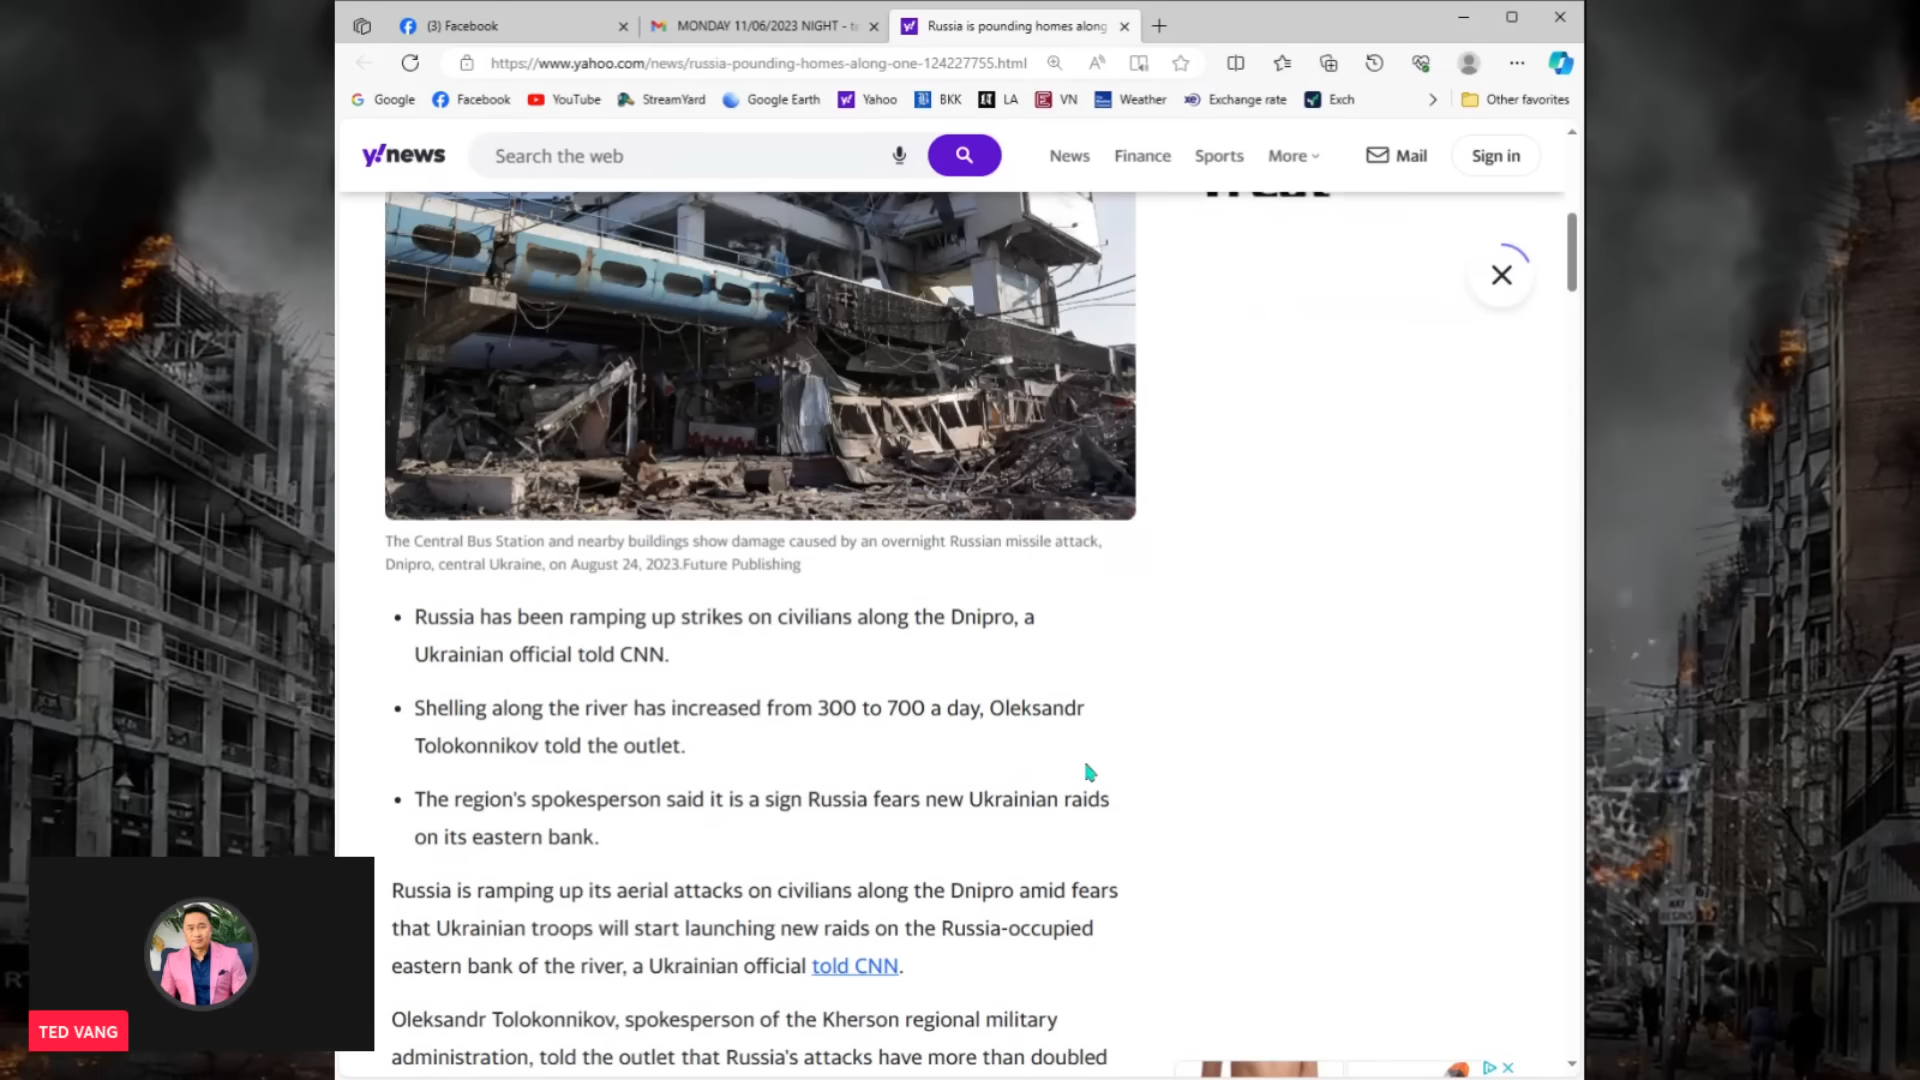 (3) Facebook
MONDAY 11/06/2023 NIGHT - t
Russia is pounding homes along
https://www.yahoo.com/news/russia-pounding-homes-along-one-124227755.html
Google
Facebook
YouTube
StreamYard
Google Earth
Yahoo
BKK
LA
VN
Weather
Exchange rate
Exch
Other favorites
y!news
Search the web
News
Finance
Sports
More
Mail
Sign in
The Central Bus Station and nearby buildings show damage caused by an overnight Russian missile attack,
Dnipro, central Ukraine, on August 24, 2023.Future Publishing
• Russia has been ramping up strikes on civilians along the Dnipro, a
Ukrainian official told CNN.
• Shelling along the river has increased from 300 to 700 a day, Oleksandr
Tolokonnikov told the outlet.
• The region's spokesperson said it is a sign Russia fears new Ukrainian raids
on its eastern bank.
Russia is ramping up its aerial attacks on civilians along the Dnipro amid fears
that Ukrainian troops will start launching new raids on the Russia-occupied
eastern bank of the river, a Ukrainian official told CNN.
Oleksandr Tolokonnikov, spokesperson of the Kherson regional military
administration, told the outlet that Russia's attacks have more than doubled
TED VANG